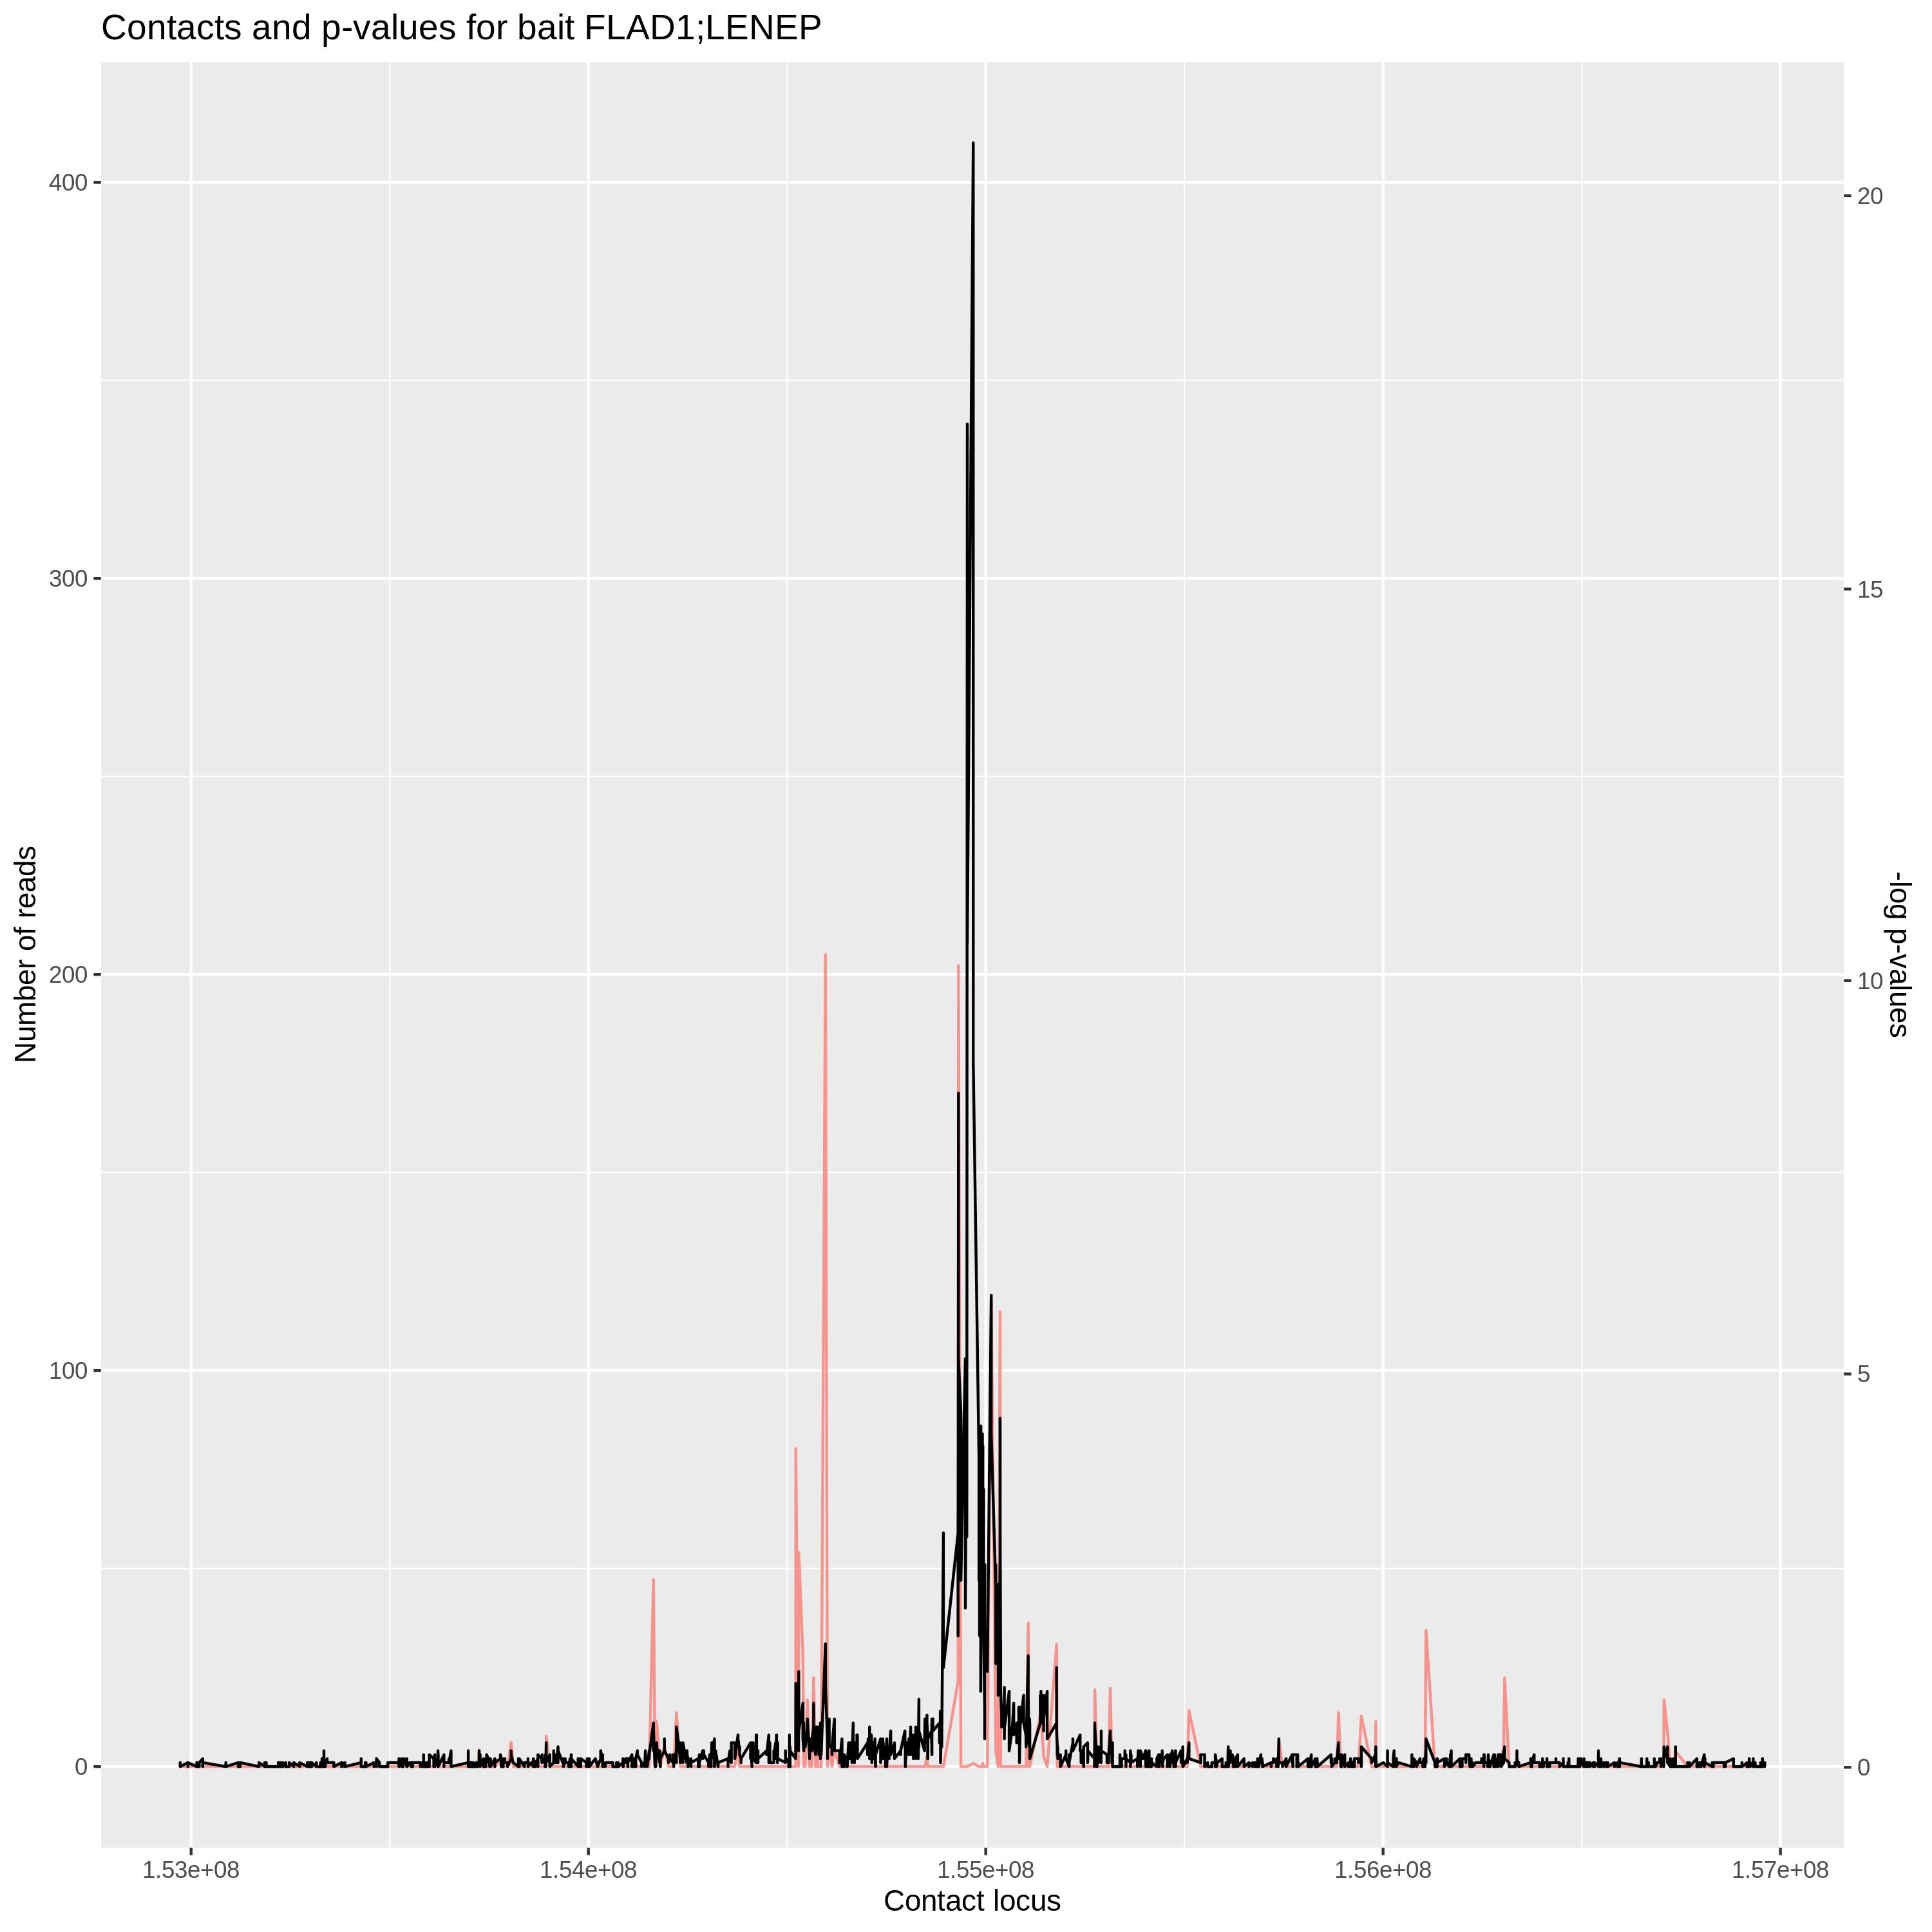 Contacts and p-values for bait FLAD1;LENEP
400
300
200
100
0
Number of reads
20
15
10
5
0
-log p-values
1.53e+08
1.54e+08
1.55e+08
1.56e+08
1.57e+08
Contact locus